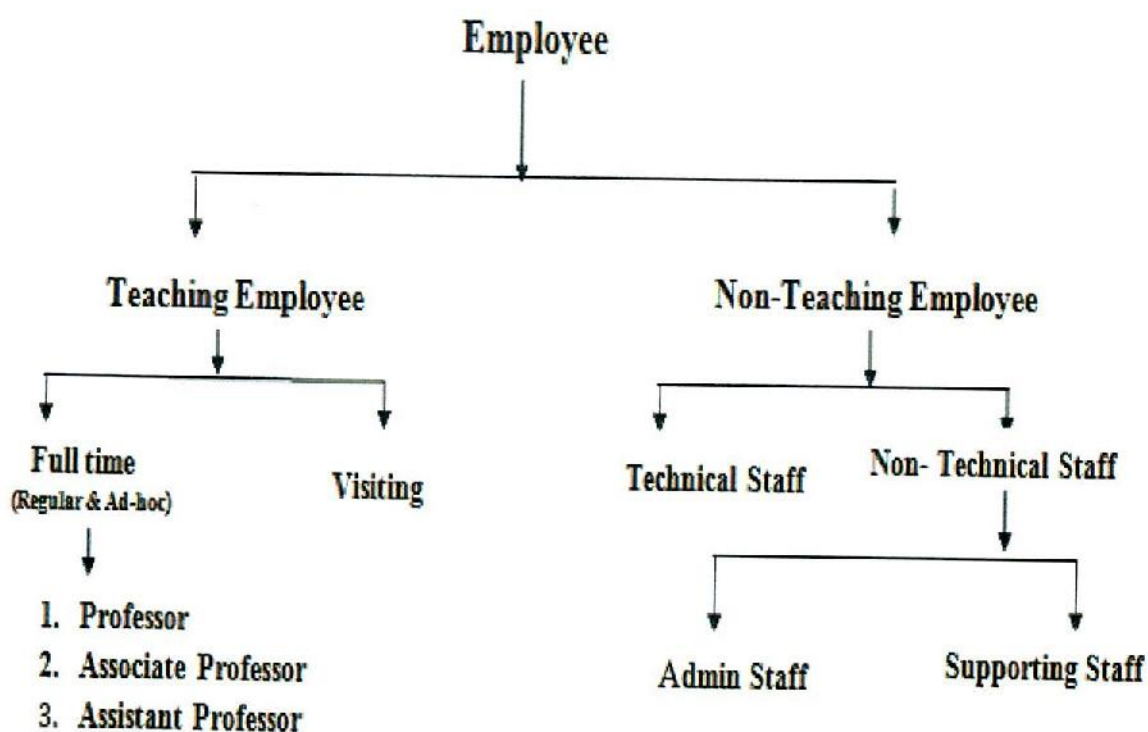 Employee
Teaching Employee
Non-Teaching Employee
Full time
(Regular & Ad-hoc)
Visiting
Technical Staff
Non- Technical Staff
1. Professor
2. Associate Professor
3. Assistant Professor
Admin Staff
Supporting Staff